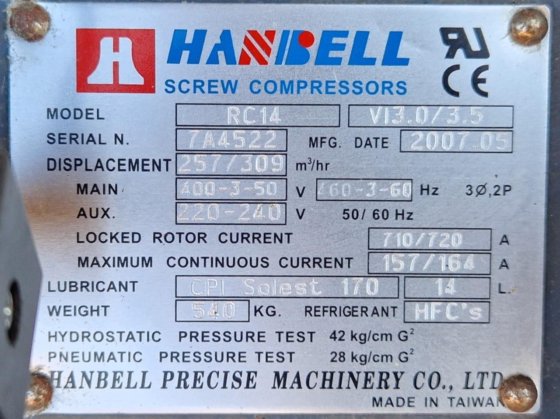 H HANBELL RU
SCREW COMPRESSORS CE
MODEL RC14 VI3.0/3.5
SERIAL N. 7A4522 MFG. DATE 2007.05
DISPLACEMENT 257/309 m³/hr
MAIN 400-3-50 V 460-3-60 Hz 3Ø,2P
AUX. 220-240 V 50/60 Hz
LOCKED ROTOR CURRENT 710/720 A
MAXIMUM CONTINUOUS CURRENT 157/164 A
LUBRICANT CPI Solest 170 14 L.
WEIGHT 540 KG. REFRIGERANT HFC's
HYDROSTATIC PRESSURE TEST 42 kg/cm G²
PNEUMATIC PRESSURE TEST 28 kg/cm G²
HANBELL PRECISE MACHINERY CO., LTD
MADE IN TAIWAN